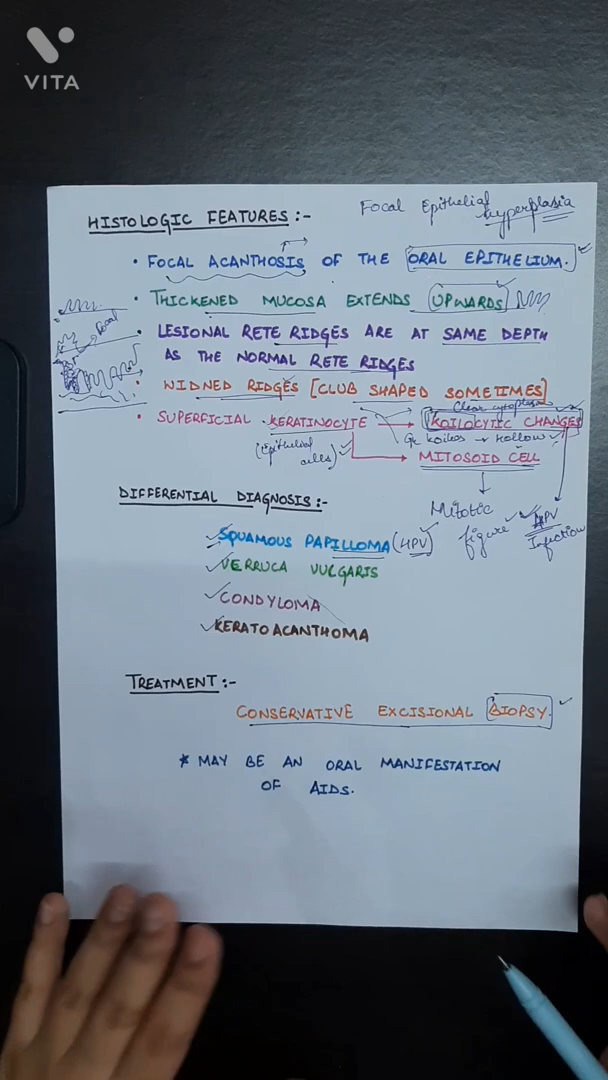 VITA
Focal Epithelial hyperplasia
HISTOLOGIC FEATURES :-
• FOCAL ACANTHOSIS OF THE ORAL EPITHELIUM.
• THICKENED MUCOSA EXTENDS UPWARDS
• LESIONAL RETE RIDGES ARE AT SAME DEPTH
AS THE NORMAL RETE RIDGES
• WIDNED RIDGES [CLUB SHAPED SOMETIMES]
Clear cytoplasm
• SUPERFICIAL KERATINOCYTE → KOILOCYTIC CHANGES
(Epithelial cells)
Gk koilos → Hollow
MITOSOID CELL
Mitotic figure
HPV Infection
DIFFERENTIAL DIAGNOSIS :-
SQUAMOUS PAPILLOMA (HPV)
VERRUCA VULGARIS
CONDYLOMA
KERATOACANTHOMA
TREATMENT :-
CONSERVATIVE EXCISIONAL BIOPSY.
* MAY BE AN ORAL MANIFESTATION
OF AIDS.